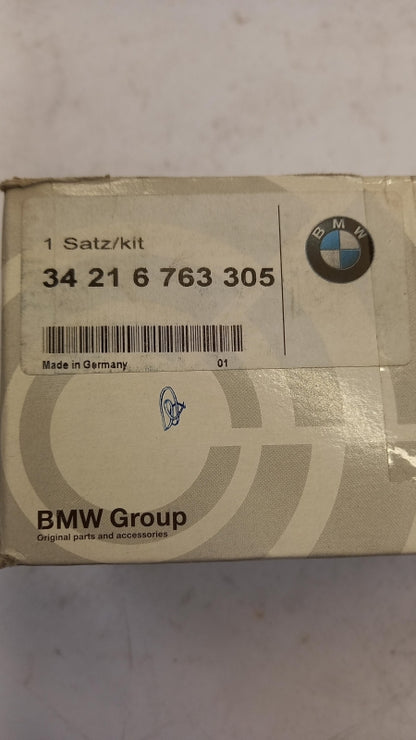 1 Satz/kit
BMW
34 21 6 763 305
Made in Germany 01
BMW Group
Original parts and accessories